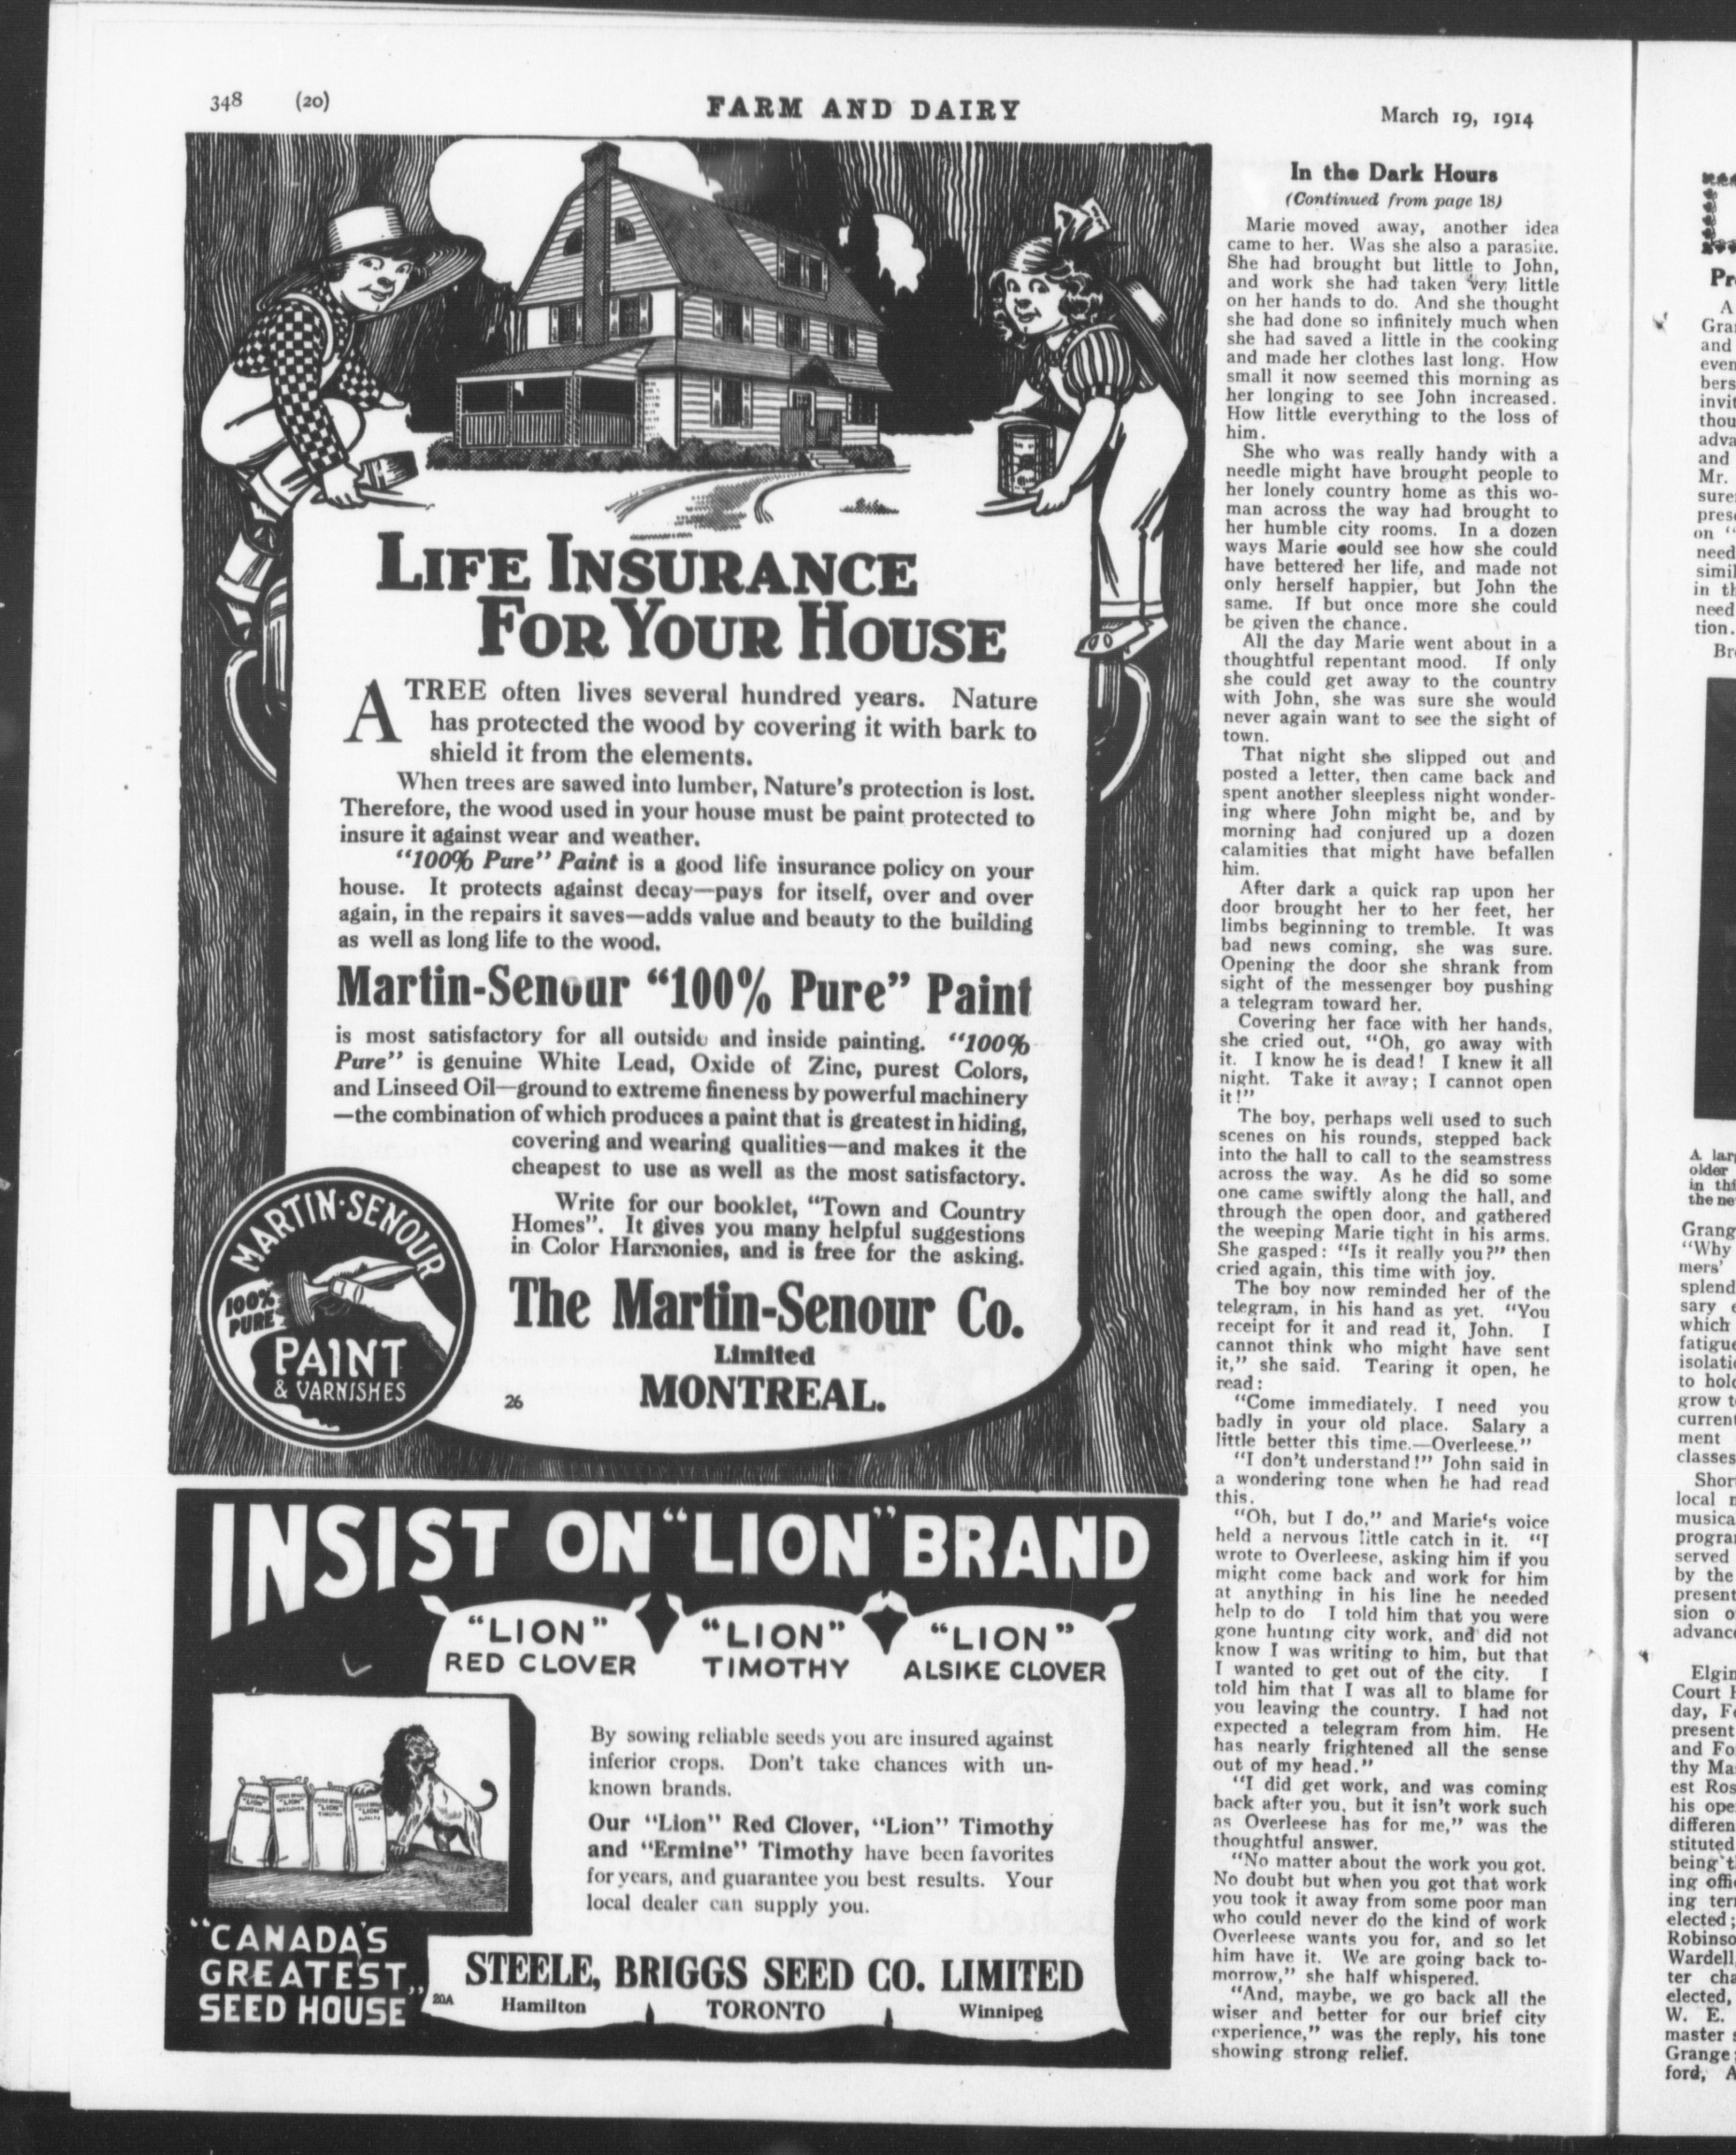 348 (20)
FARM AND DAIRY
March 19, 1914
LIFE INSURANCE
FOR YOUR HOUSE
A TREE often lives several hundred years. Nature
has protected the wood by covering it with bark to
shield it from the elements.
When trees are sawed into lumber, Nature's protection is lost.
Therefore, the wood used in your house must be paint protected to
insure it against wear and weather.
"100% Pure" Paint is a good life insurance policy on your
house. It protects against decay—pays for itself, over and over
again, in the repairs it saves—adds value and beauty to the building
as well as long life to the wood.
Martin-Senour "100% Pure" Paint
is most satisfactory for all outside and inside painting. "100%
Pure" is genuine White Lead, Oxide of Zinc, purest Colors,
and Linseed Oil—ground to extreme fineness by powerful machinery
—the combination of which produces a paint that is greatest in hiding,
covering and wearing qualities—and makes it the
cheapest to use as well as the most satisfactory.
Write for our booklet, "Town and Country
Homes". It gives you many helpful suggestions
in Color Harmonies, and is free for the asking.
The Martin-Senour Co.
Limited
MONTREAL.
26
MARTIN-SENOUR
100%
PURE
PAINT
& VARNISHES
INSIST ON "LION" BRAND
"LION"
RED CLOVER
"LION"
TIMOTHY
"LION"
ALSIKE CLOVER
By sowing reliable seeds you are insured against
inferior crops. Don't take chances with un-
known brands.
Our "Lion" Red Clover, "Lion" Timothy
and "Ermine" Timothy have been favorites
for years, and guarantee you best results. Your
local dealer can supply you.
"CANADA'S
GREATEST
SEED HOUSE"
STEELE, BRIGGS SEED CO. LIMITED
20A Hamilton TORONTO Winnipeg
In the Dark Hours
(Continued from page 18)
Marie moved away, another idea
came to her. Was she also a parasite.
She had brought but little to John,
and work she had taken very little
on her hands to do. And she thought
she had done so infinitely much when
she had saved a little in the cooking
and made her clothes last long. How
small it now seemed this morning as
her longing to see John increased.
How little everything to the loss of
him.
She who was really handy with a
needle might have brought people to
her lonely country home as this wo-
man across the way had brought to
her humble city rooms. In a dozen
ways Marie could see how she could
have bettered her life, and made not
only herself happier, but John the
same. If but once more she could
be given the chance.
All the day Marie went about in a
thoughtful repentant mood. If only
she could get away to the country
with John, she was sure she would
never again want to see the sight of
town.
That night she slipped out and
posted a letter, then came back and
spent another sleepless night wonder-
ing where John might be, and by
morning had conjured up a dozen
calamities that might have befallen
him.
After dark a quick rap upon her
door brought her to her feet, her
limbs beginning to tremble. It was
bad news coming, she was sure.
Opening the door she shrank from
sight of the messenger boy pushing
a telegram toward her.
Covering her face with her hands,
she cried out, "Oh, go away with
it. I know he is dead! I knew it all
night. Take it away; I cannot open
it!"
The boy, perhaps well used to such
scenes on his rounds, stepped back
into the hall to call to the seamstress
across the way. As he did so some
one came swiftly along the hall, and
through the open door, and gathered
the weeping Marie tight in his arms.
She gasped: "Is it really you?" then
cried again, this time with joy.
The boy now reminded her of the
telegram, in his hand as yet. "You
receipt for it and read it, John. I
cannot think who might have sent
it," she said. Tearing it open, he
read:
"Come immediately. I need you
badly in your old place. Salary a
little better this time.—Overleese."
"I don't understand!" John said in
a wondering tone when he had read
this.
"Oh, but I do," and Marie's voice
held a nervous little catch in it. "I
wrote to Overleese, asking him if you
might come back and work for him
at anything in his line he needed
help to do I told him that you were
gone hunting city work, and did not
know I was writing to him, but that
I wanted to get out of the city. I
told him that I was all to blame for
you leaving the country. I had not
expected a telegram from him. He
has nearly frightened all the sense
out of my head."
"I did get work, and was coming
back after you, but it isn't work such
as Overleese has for me," was the
thoughtful answer.
"No matter about the work you got.
No doubt but when you got that work
you took it away from some poor man
who could never do the kind of work
Overleese wants you for, and so let
him have it. We are going back to-
morrow," she half whispered.
"And, maybe, we go back all the
wiser and better for our brief city
experience," was the reply, his tone
showing strong relief.